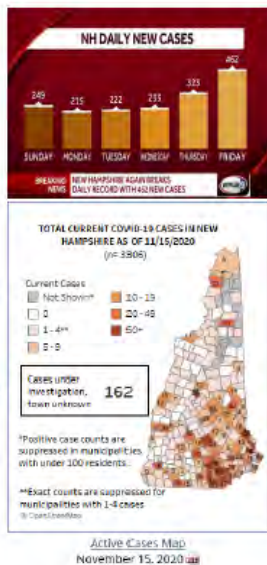 NH DAILY NEW CASES
462
323
249
215
222
233
SUNDAY MONDAY TUESDAY WEDNESDAY THURSDAY FRIDAY
BREAKING NEWS
NEW HAMPSHIRE AGAIN BREAKS
DAILY RECORD WITH 462 NEW CASES
TOTAL CURRENT COVID-19 CASES IN NEW
HAMPSHIRE AS OF 11/15/2020
Current Cases
Not Shown*
0
1 - 4**
5 - 9
10 - 19
20 - 49
50+
Cases under
investigation,
town unknown
162
*Positive case counts are
suppressed in municipalities
with under 100 residents.
**Exact counts are suppressed for
municipalities with 1-4 cases
© OpenStreetMap
Active Cases Map
November 15, 2020